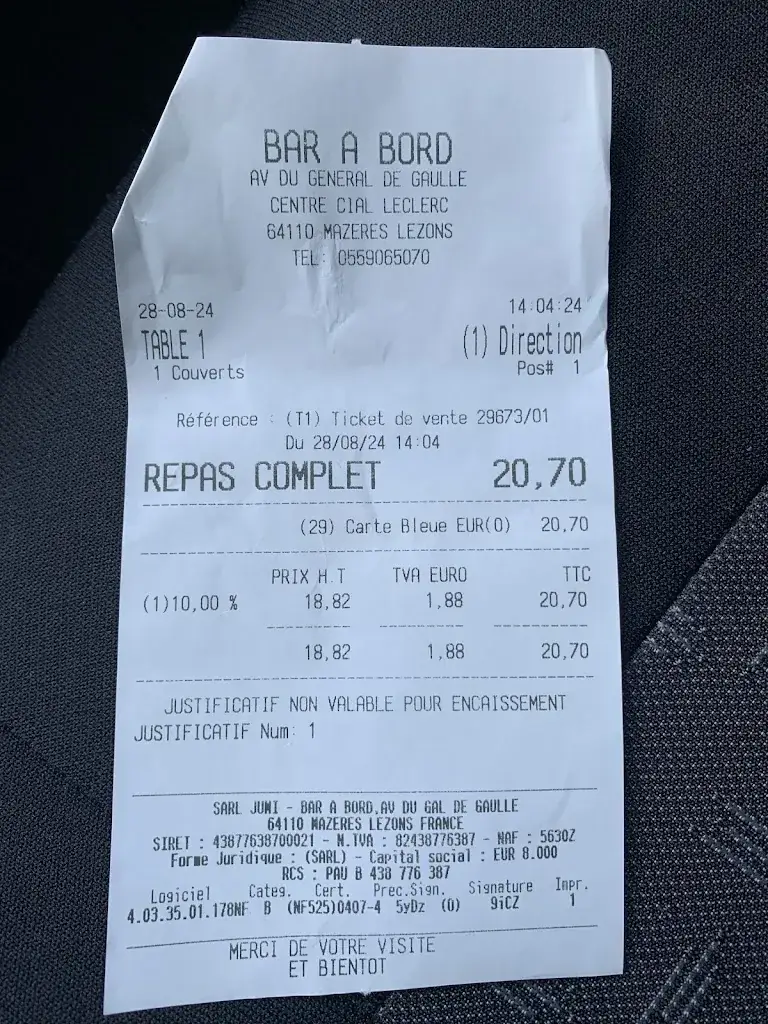 BAR A BORD
AV DU GENERAL DE GAULLE
CENTRE CIAL LECLERC
64110 MAZERES LEZONS
TEL: 0559065070
28-08-24 14:04:24
TABLE 1 (1) Direction
1 Couverts Pos# 1
Référence : (T1) Ticket de vente 29673/01
Du 28/08/24 14:04
REPAS COMPLET 20,70
(29) Carte Bleue EUR(O) 20,70
PRIX H.T TVA EURO TTC
(1)10,00 % 18,82 1,88 20,70
18,82 1,88 20,70
JUSTIFICATIF NON VALABLE POUR ENCAISSEMENT
JUSTIFICATIF Num: 1
SARL JUMI - BAR A BORD,AV DU GAL DE GAULLE
64110 MAZERES LEZONS FRANCE
SIRET : 43877638700021 - N.TVA : 82438776387 - NAF : 5630Z
Forme Juridique : (SARL) - Capital social : EUR 8.000
RCS : PAU B 438 776 387
Logiciel Categ. Cert. Prec.Sign. Signature Impr.
4.03.35.01.178NF B (NF525)0407-4 5yDz (0) 9iCZ 1
MERCI DE VOTRE VISITE
ET BIENTOT